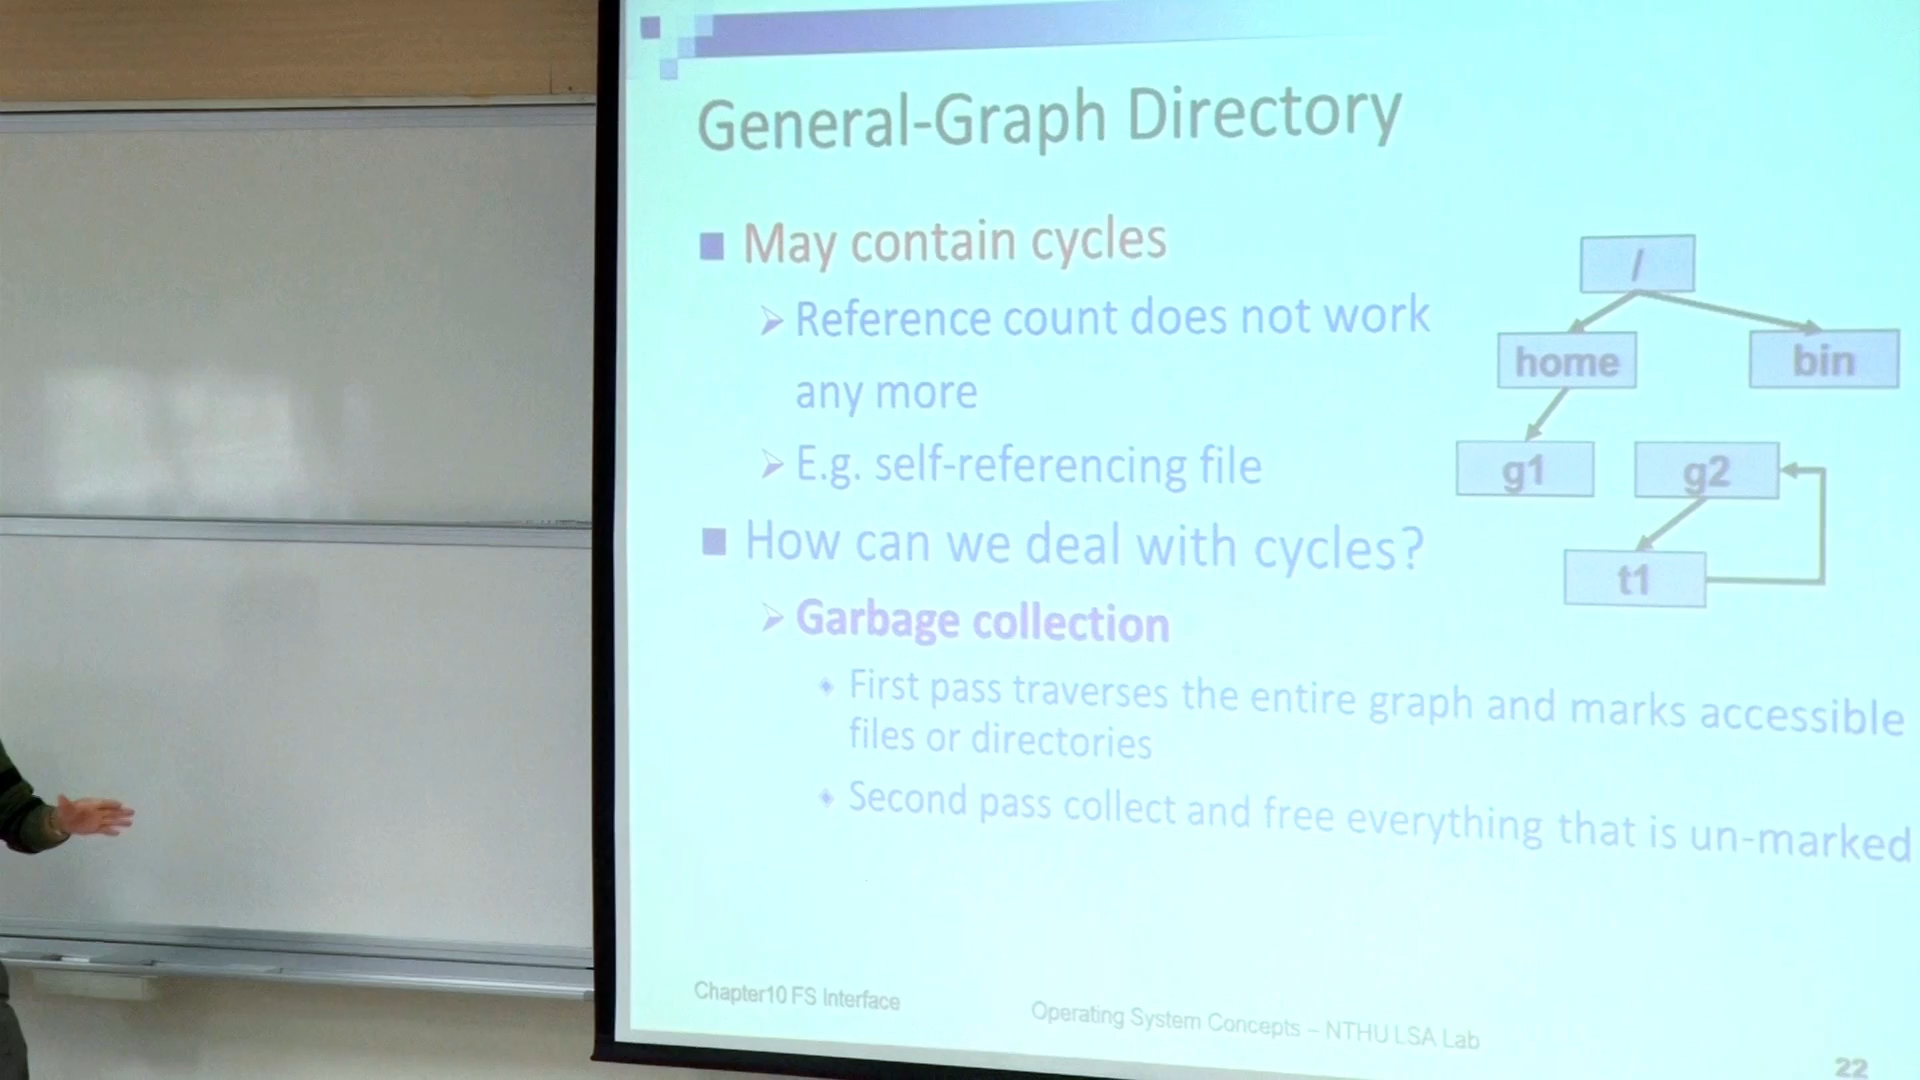 General-Graph Directory
May contain cycles
Reference count does not work
any more
E.g. self-referencing file
How can we deal with cycles?
Garbage collection
First pass traverses the entire graph and marks accessible
files or directories
Second pass collect and free everything that is un-marked
/
home
bin
g1
g2
t1
Chapter10 FS Interface
Operating System Concepts – NTHU LSA Lab
22